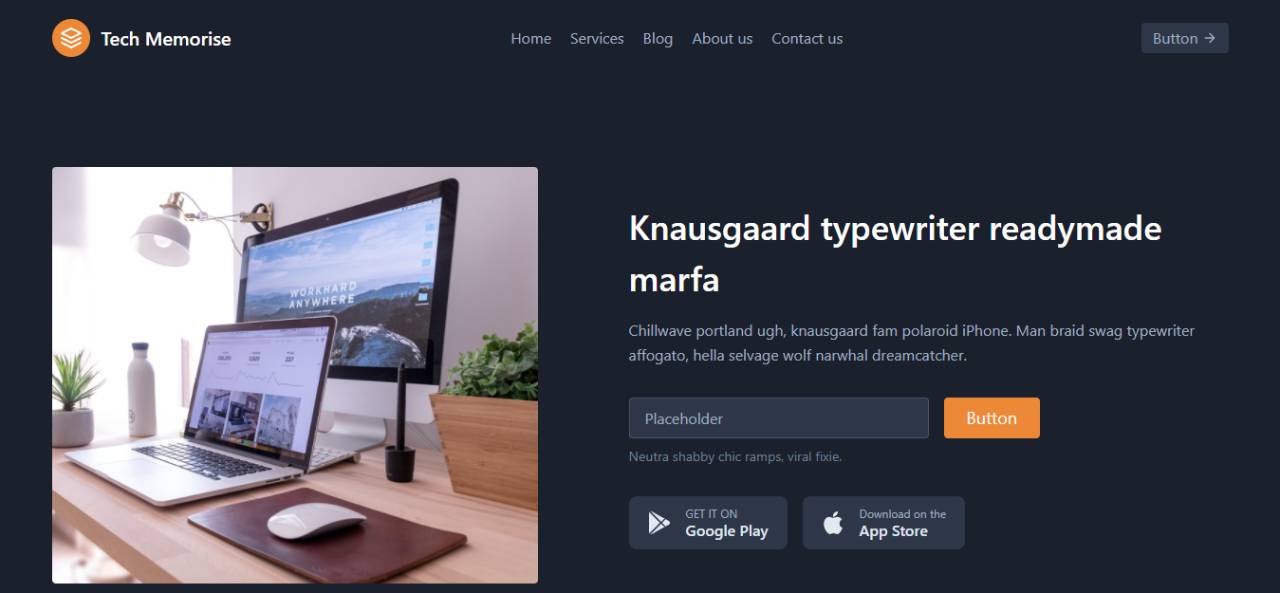 Tech Memorise
Home Services Blog About us Contact us
Button →
WORKHARD
ANYWHERE
Knausgaard typewriter readymade
marfa
Chillwave portland ugh, knausgaard fam polaroid iPhone. Man braid swag typewriter
affogato, hella selvage wolf narwhal dreamcatcher.
Placeholder
Button
Neutra shabby chic ramps, viral fixie.
GET IT ON
Google Play
Download on the
App Store